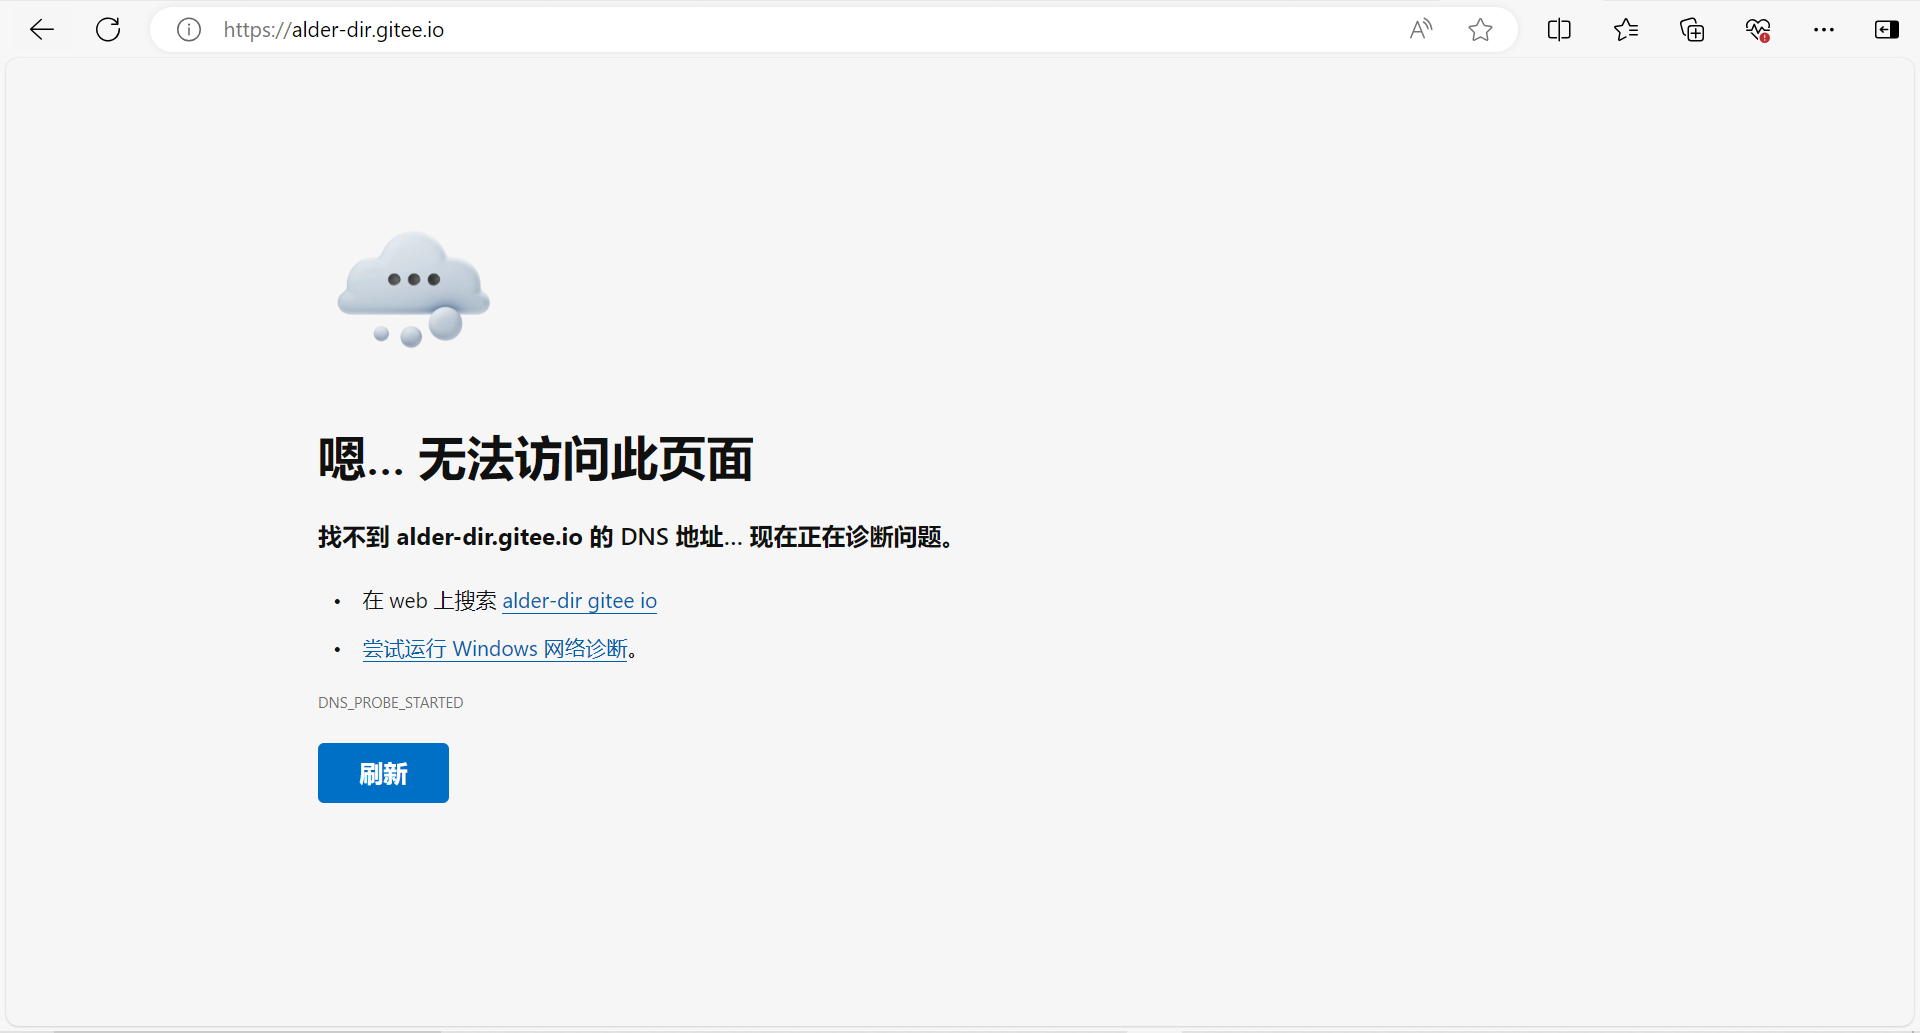 https://alder-dir.gitee.io
嗯… 无法访问此页面
找不到 alder-dir.gitee.io 的 DNS 地址… 现在正在诊断问题。
• 在 web 上搜索 alder-dir gitee io
• 尝试运行 Windows 网络诊断。
DNS_PROBE_STARTED
刷新